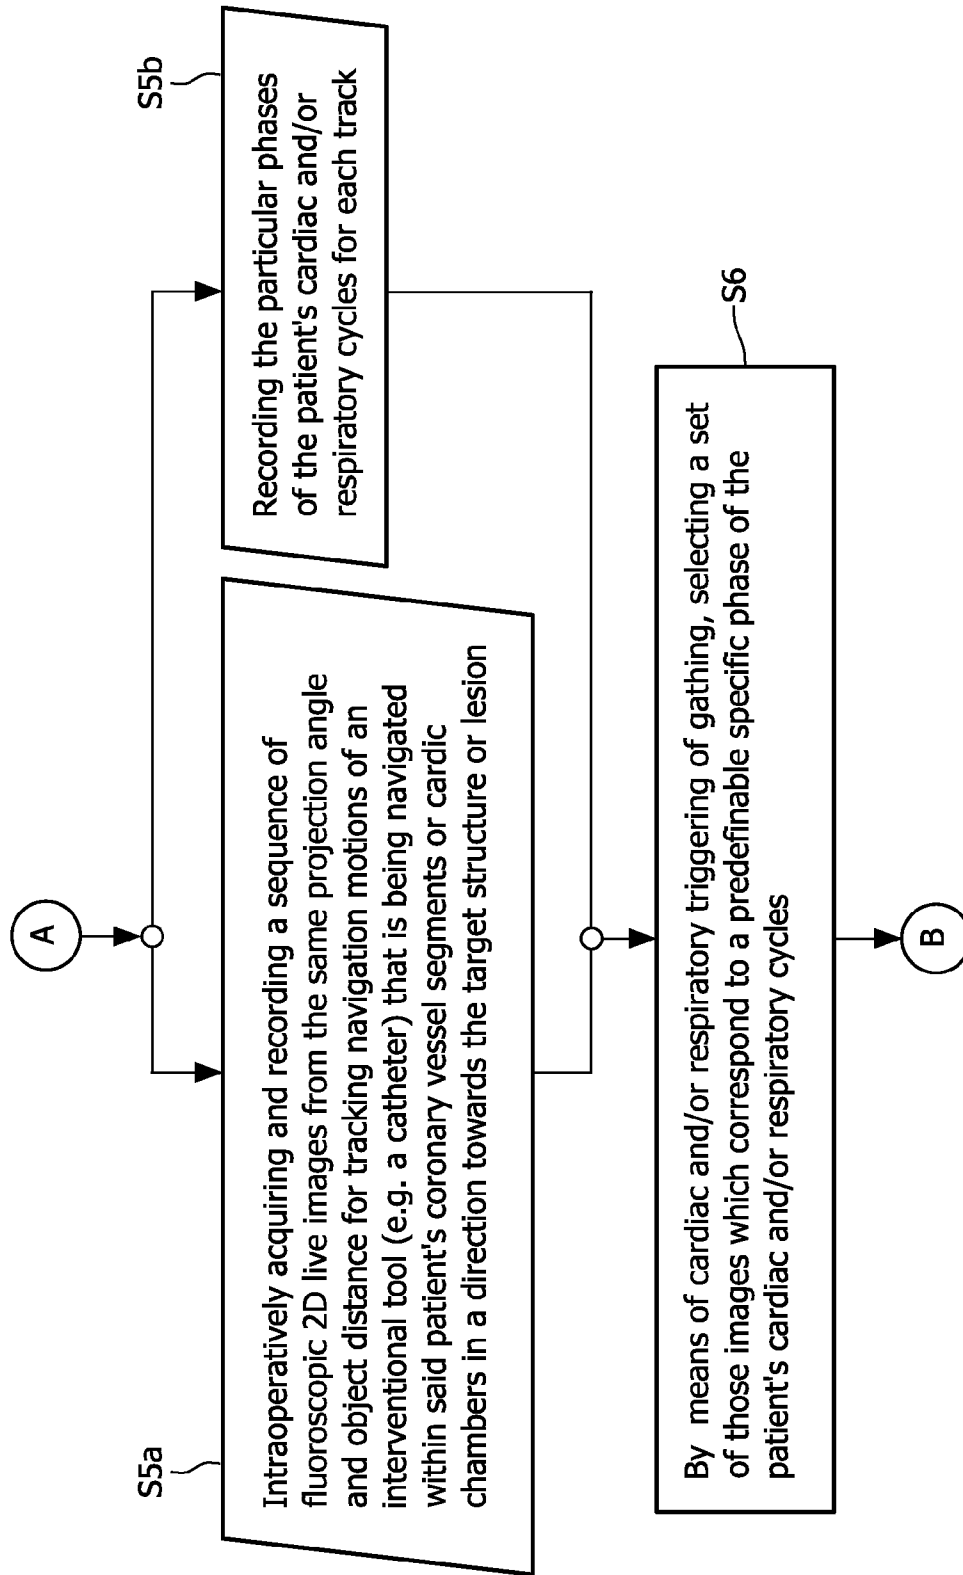 A
S5a
Intraoperatively acquiring and recording a sequence of
fluoroscopic 2D live images from the same projection angle
and object distance for tracking navigation motions of an
interventional tool (e.g. a catheter) that is being navigated
within said patient's coronary vessel segments or cardic
chambers in a direction towards the target structure or lesion
S5b
Recording the particular phases
of the patient's cardiac and/or
respiratory cycles for each track
S6
By means of cardiac and/or respiratory triggering of gathing, selecting a set
of those images which correspond to a predefinable specific phase of the
patient's cardiac and/or respiratory cycles
B